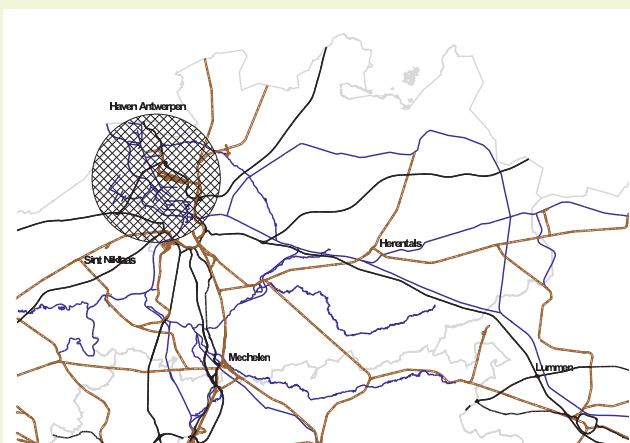 Haven Antwerpen
Herentals
Sint Niklaas
Mechelen
Lummen